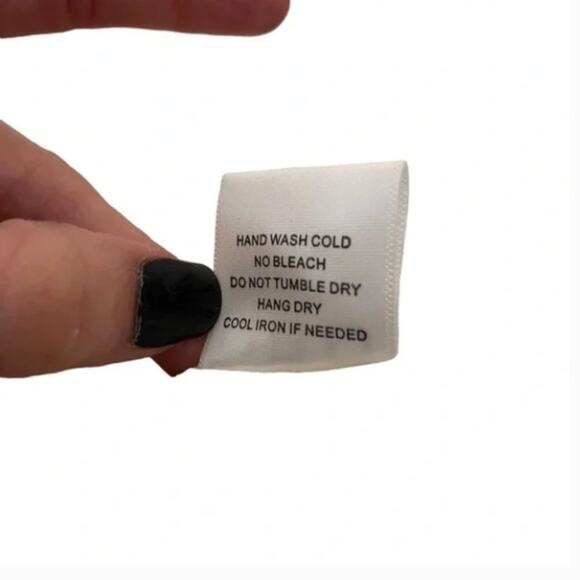 HAND WASH COLD
NO BLEACH
DO NOT TUMBLE DRY
HANG DRY
COOL IRON IF NEEDED